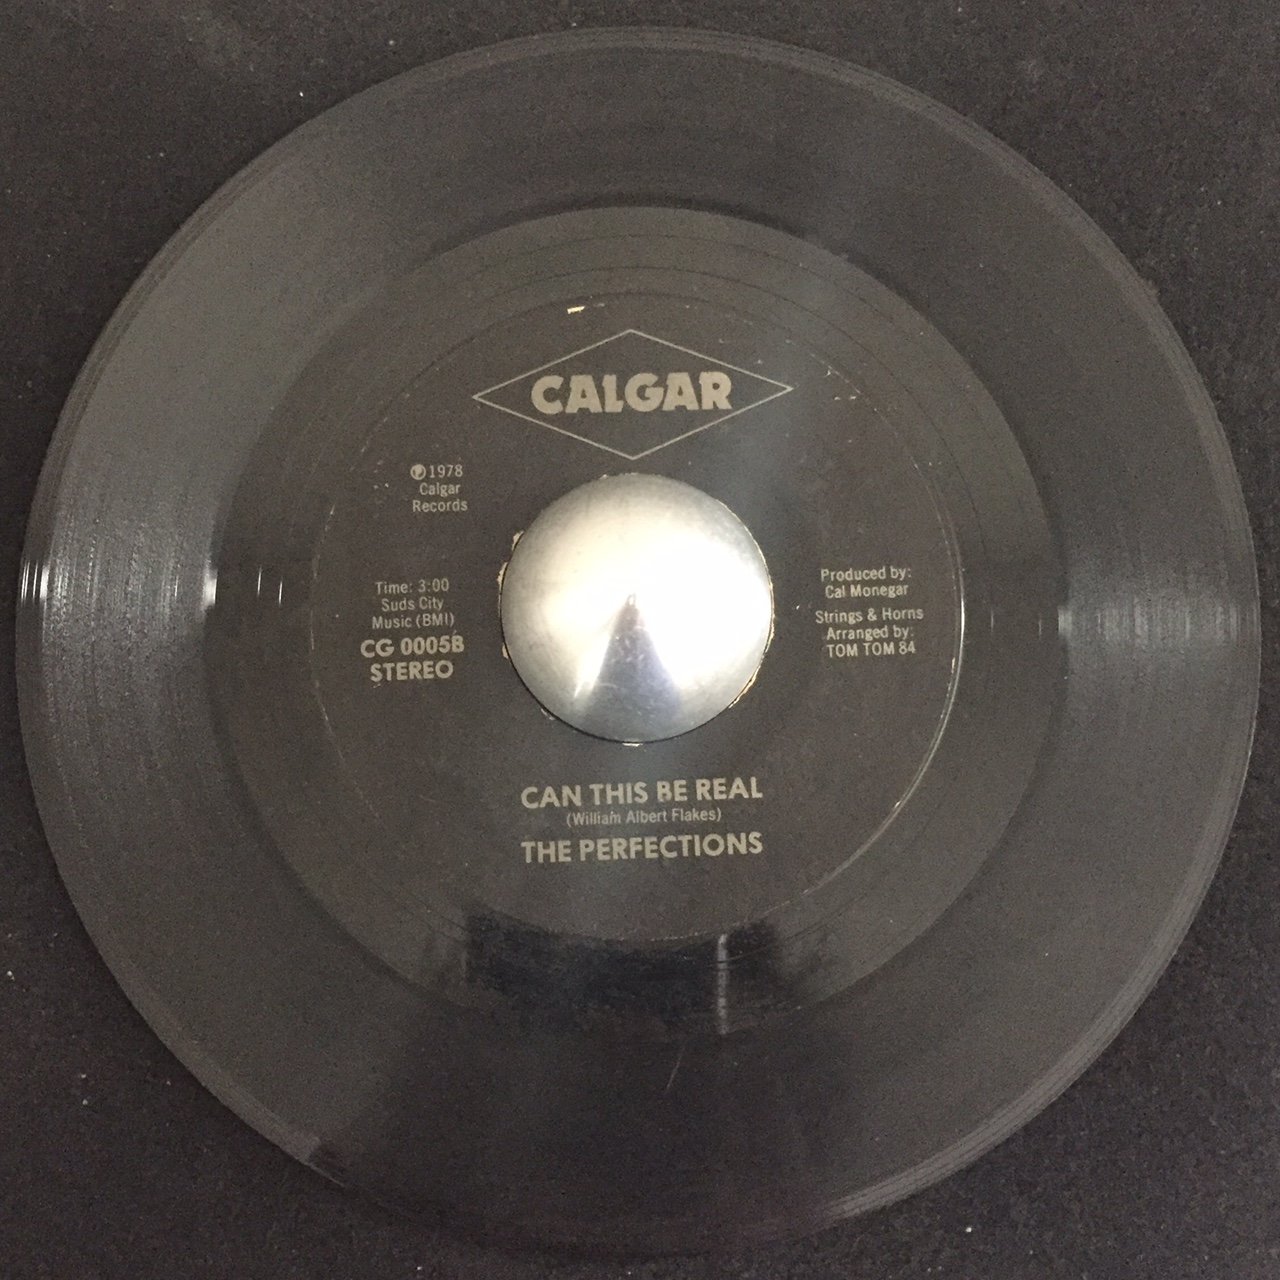 CALGAR
℗ 1978
Calgar
Records
Time: 3:00
Suds City
Music (BMI)
CG 0005B
STEREO
Produced by:
Cal Monegar
Strings & Horns
Arranged by:
TOM TOM 84
CAN THIS BE REAL
(William Albert Flakes)
THE PERFECTIONS